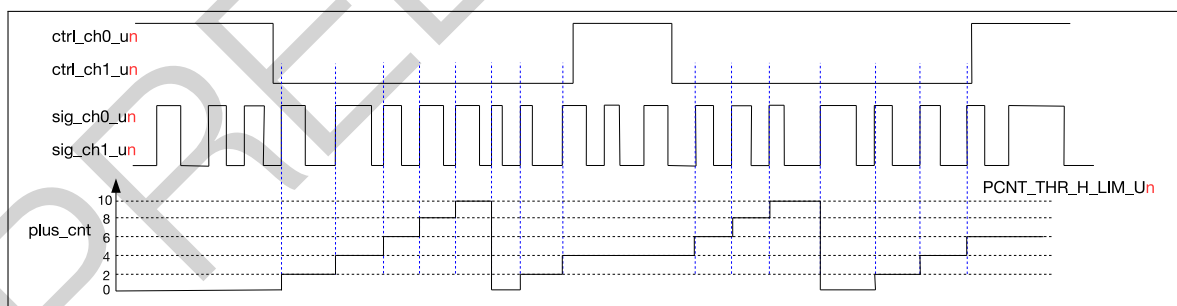 ctrl_ch0_un
ctrl_ch1_un
sig_ch0_un
sig_ch1_un
PCNT_THR_H_LIM_Un
plus_cnt
10
8
6
4
2
0